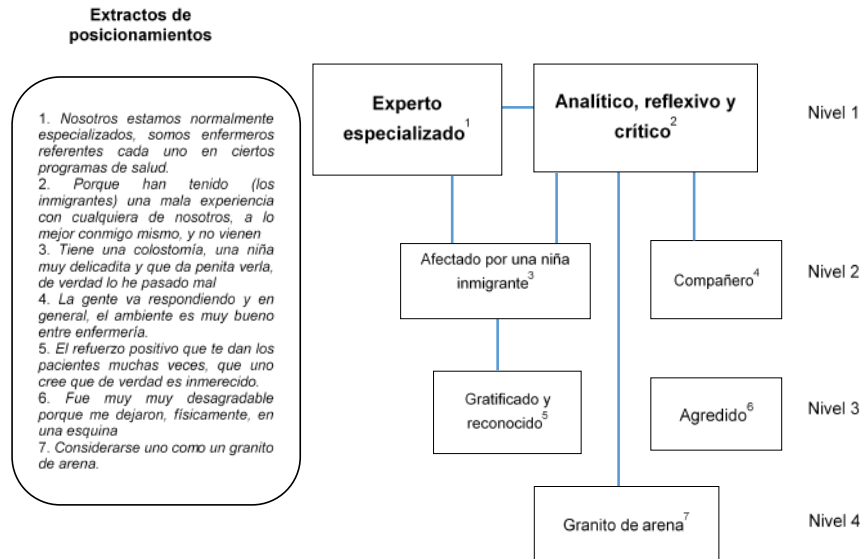 Extractos de
posicionamientos
1. Nosotros estamos normalmente
especializados, somos enfermeros
referentes cada uno en ciertos
programas de salud.
2. Porque han tenido (los
inmigrantes) una mala experiencia
con cualquiera de nosotros, a lo
mejor conmigo mismo, y no vienen
3. Tiene una colostomía, una niña
muy delicadita y que da penita verla,
de verdad lo he pasado mal
4. La gente va respondiendo y en
general, el ambiente es muy bueno
entre enfermería.
5. El refuerzo positivo que te dan los
pacientes muchas veces, que uno
cree que de verdad es inmerecido.
6. Fue muy muy desagradable
porque me dejaron, físicamente, en
una esquina
7. Considerarse uno como un granito
de arena.
Experto
especializado1
Analítico, reflexivo y
crítico2
Nivel 1
Afectado por una niña
inmigrante3
Compañero4
Nivel 2
Gratificado y
reconocido5
Agredido6
Nivel 3
Granito de arena7
Nivel 4